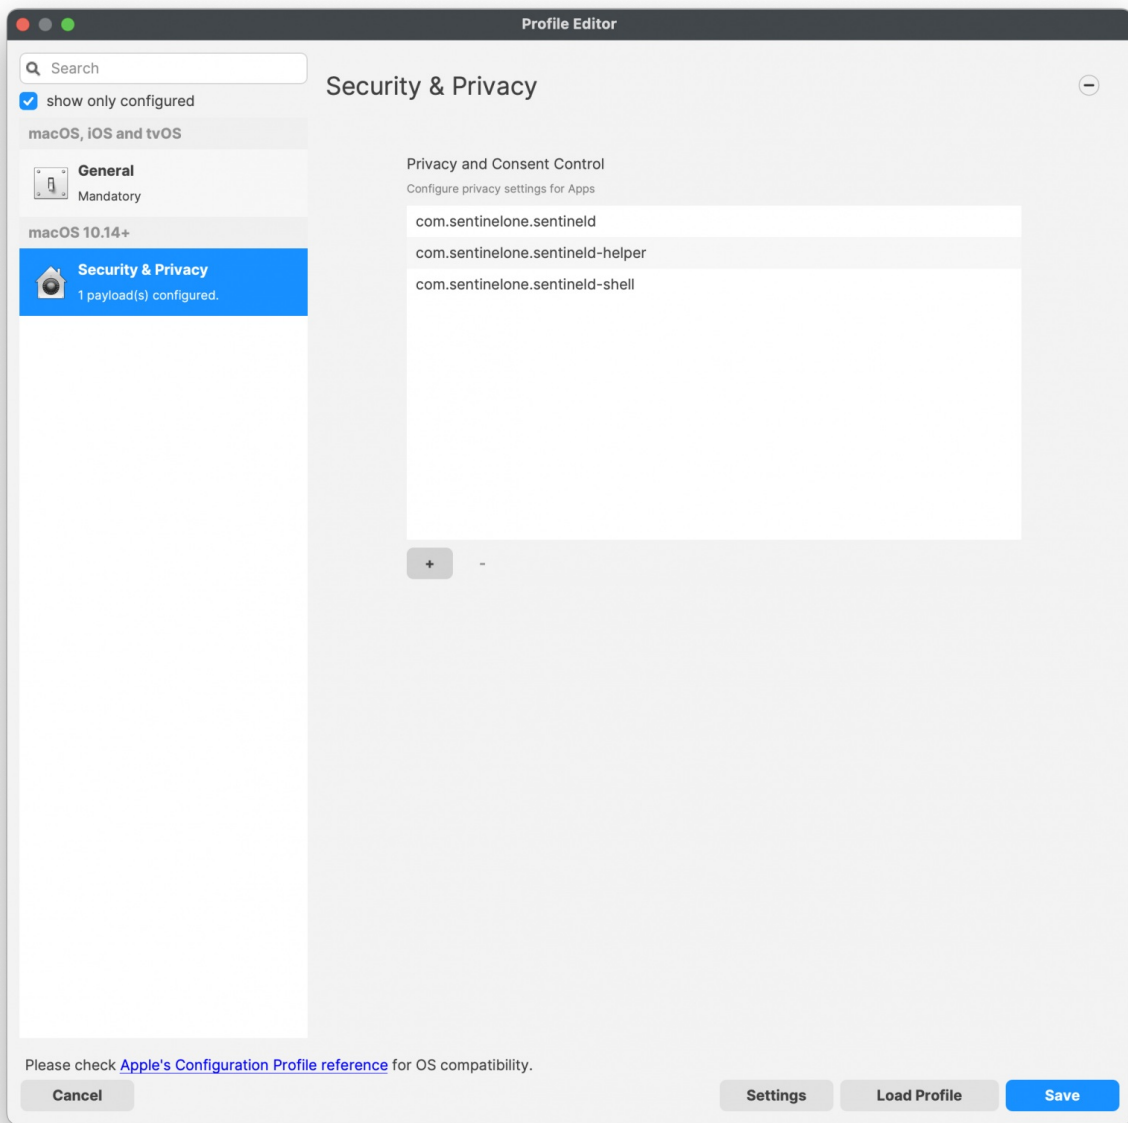 Profile Editor
Search
show only configured
macOS, iOS and tvOS
General
Mandatory
macOS 10.14+
Security & Privacy
1 payload(s) configured.
Security & Privacy
Privacy and Consent Control
Configure privacy settings for Apps
com.sentinelone.sentineld
com.sentinelone.sentineld-helper
com.sentinelone.sentineld-shell
+ -
Please check Apple's Configuration Profile reference for OS compatibility.
Cancel Settings Load Profile Save